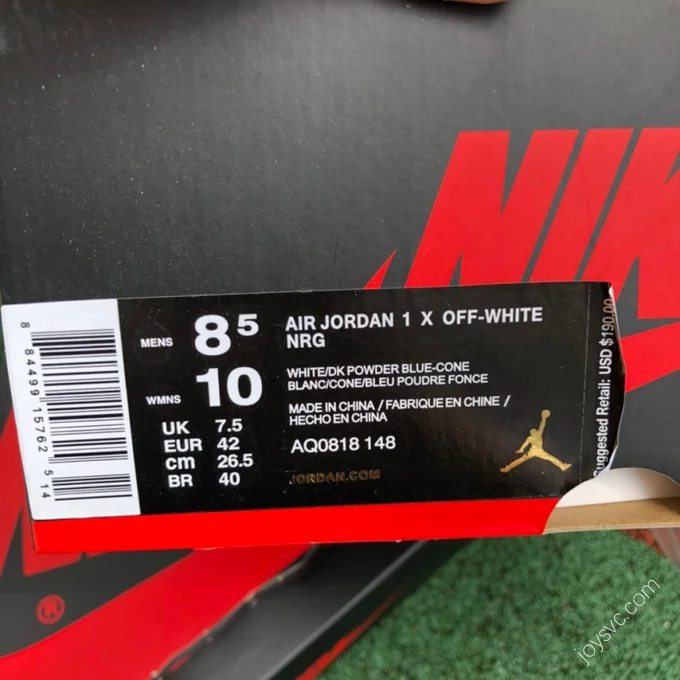 NIK
MENS 8⁵
WMNS 10
UK 7.5
EUR 42
cm 26.5
BR 40
AIR JORDAN 1 X OFF-WHITE
NRG
WHITE/DK POWDER BLUE-CONE
BLANC/CONE/BLEU POUDRE FONCE
MADE IN CHINA / FABRIQUE EN CHINE /
HECHO EN CHINA
AQ0818 148
JORDAN.COM
Suggested Retail: USD $190.00
8 84499 15762 514
®
joysvc.com